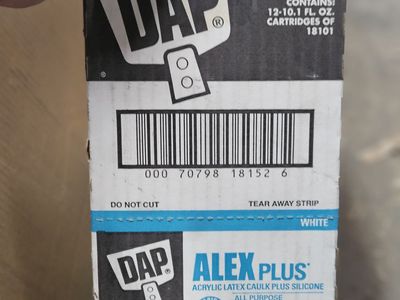 CONTAINS:
12-10.1 FL. OZ.
CARTRIDGES OF
18101
DAP®
000 70798 18152 6
DO NOT CUT TEAR AWAY STRIP
WHITE
DAP®
ALEX PLUS®
ACRYLIC LATEX CAULK PLUS SILICONE
ALL PURPOSE